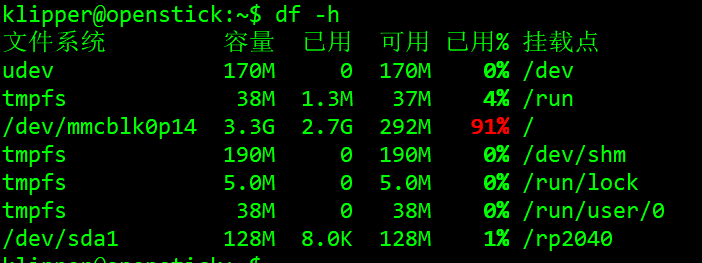 klipper@openstick:~$ df -h
文件系统 容量 已用 可用 已用% 挂载点
udev 170M 0 170M 0% /dev
tmpfs 38M 1.3M 37M 4% /run
/dev/mmcblk0p14 3.3G 2.7G 292M 91% /
tmpfs 190M 0 190M 0% /dev/shm
tmpfs 5.0M 0 5.0M 0% /run/lock
tmpfs 38M 0 38M 0% /run/user/0
/dev/sda1 128M 8.0K 128M 1% /rp2040
klipper@openstick:~$